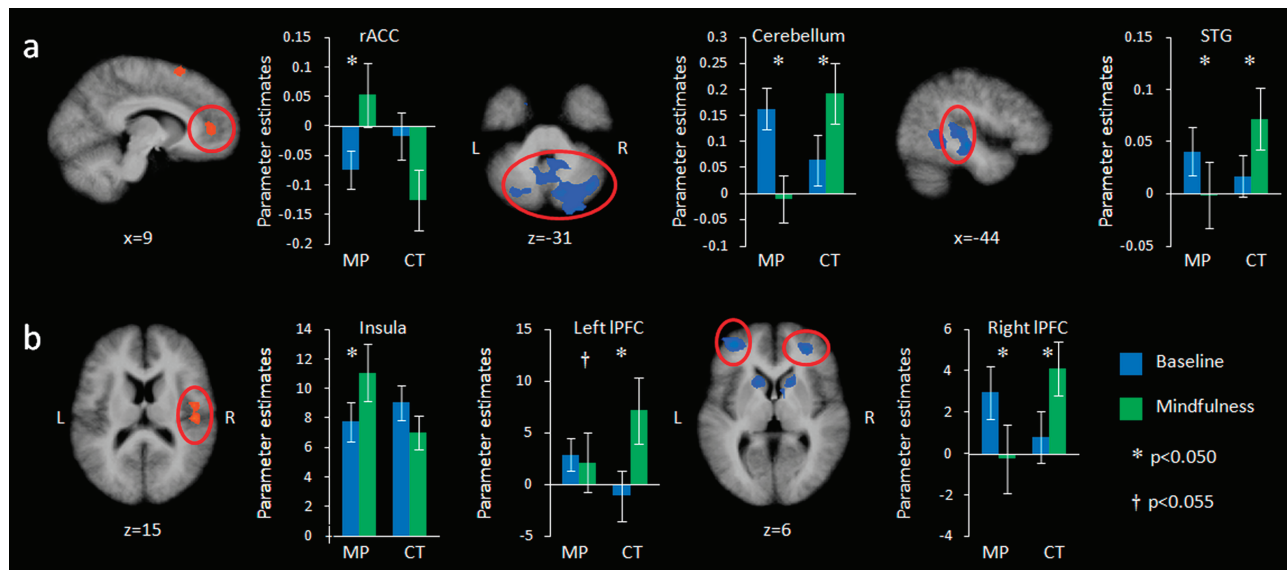 a
rACC
Parameter estimates
0.15
0.1
0.05
0
-0.05
-0.1
-0.15
-0.2
*
MP CT
x=9
L R
z=-31
Cerebellum
Parameter estimates
0.3
0.25
0.2
0.15
0.1
0.05
0
-0.05
-0.1
* *
MP CT
x=-44
STG
Parameter estimates
0.15
0.1
0.05
0
-0.05
* *
MP CT
b
L R
z=15
Insula
Parameter estimates
14
12
10
8
6
4
2
0
*
MP CT
Left lPFC
Parameter estimates
15
10
5
0
-5
† *
MP CT
L R
z=6
Right lPFC
Parameter estimates
6
4
2
0
-2
-4
* *
MP CT
Baseline
Mindfulness
* p<0.050
† p<0.055